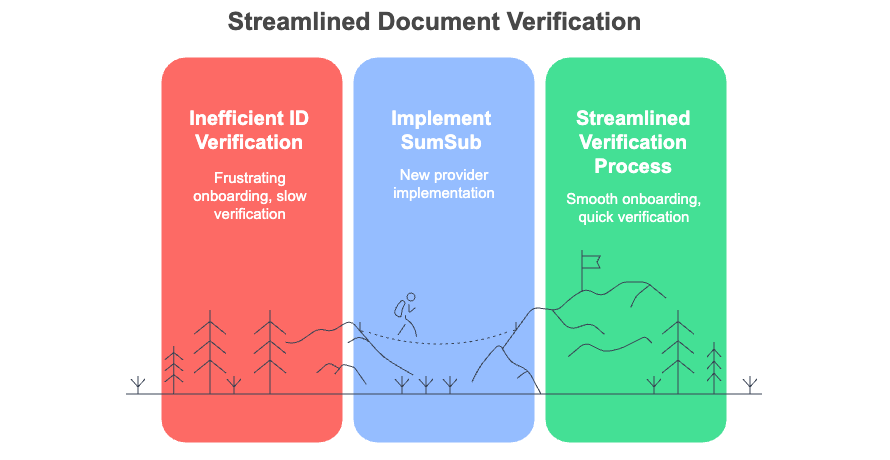 Streamlined Document Verification
Inefficient ID
Verification
Frustrating
onboarding, slow
verification
Implement
SumSub
New provider
implementation
Streamlined
Verification
Process
Smooth onboarding,
quick verification